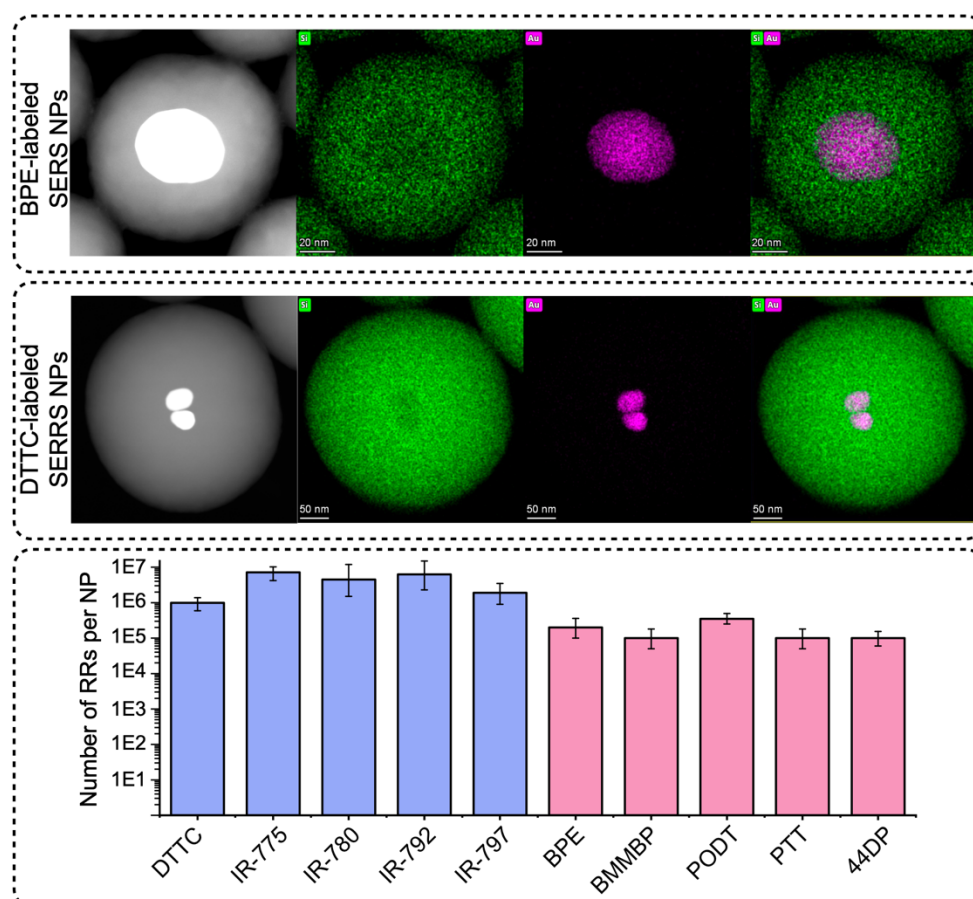 BPE-labeled
SERS NPs
Si
Au
Si Au
20 nm
20 nm
20 nm
DTTC-labeled
SERRS NPs
Si
Au
Si Au
50 nm
50 nm
50 nm
Number of RRs per NP
1E7
1E6
1E5
1E4
1E3
1E2
1E1
DTTC
IR-775
IR-780
IR-792
IR-797
BPE
BMMBP
PODT
PTT
44DP